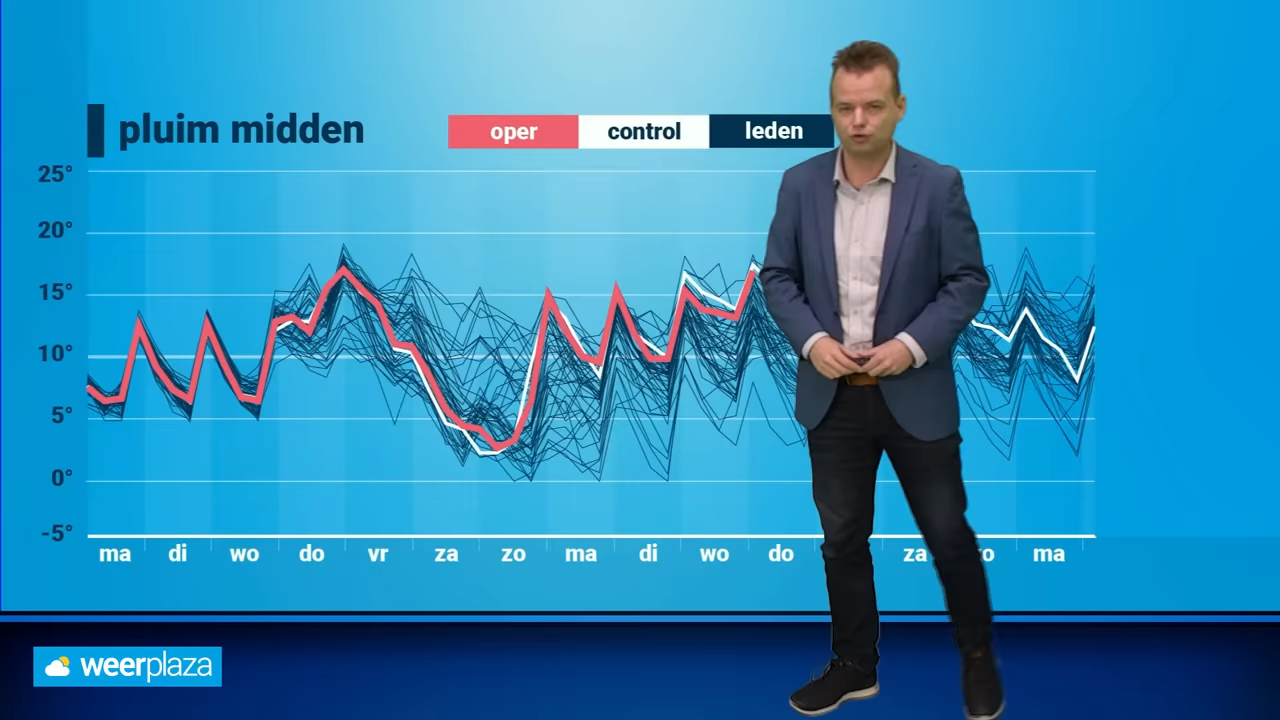 pluim midden
oper control leden
25°
20°
15°
10°
5°
0°
-5°
ma di wo do vr za zo ma di wo do za ma
weerplaza